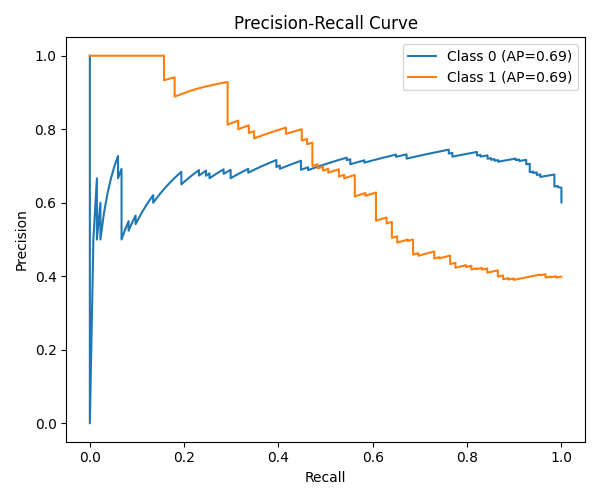 Precision-Recall Curve
Class 0 (AP=0.69)
Class 1 (AP=0.69)
Precision
1.0
0.8
0.6
0.4
0.2
0.0
0.0 0.2 0.4 0.6 0.8 1.0
Recall